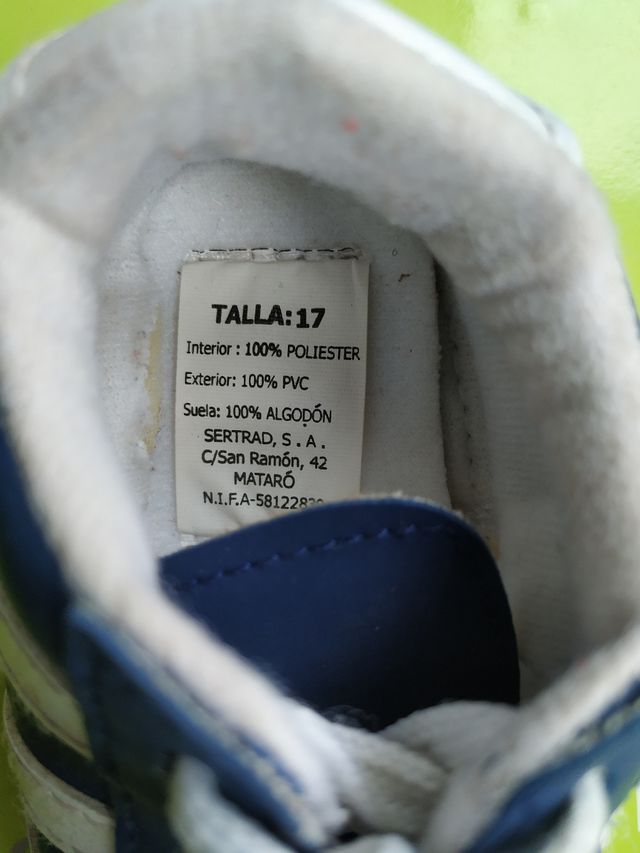 TALLA: 17
Interior : 100% POLIESTER
Exterior: 100% PVC
Suela: 100% ALGODÓN
SERTRAD, S . A .
C/San Ramón, 42
MATARÓ